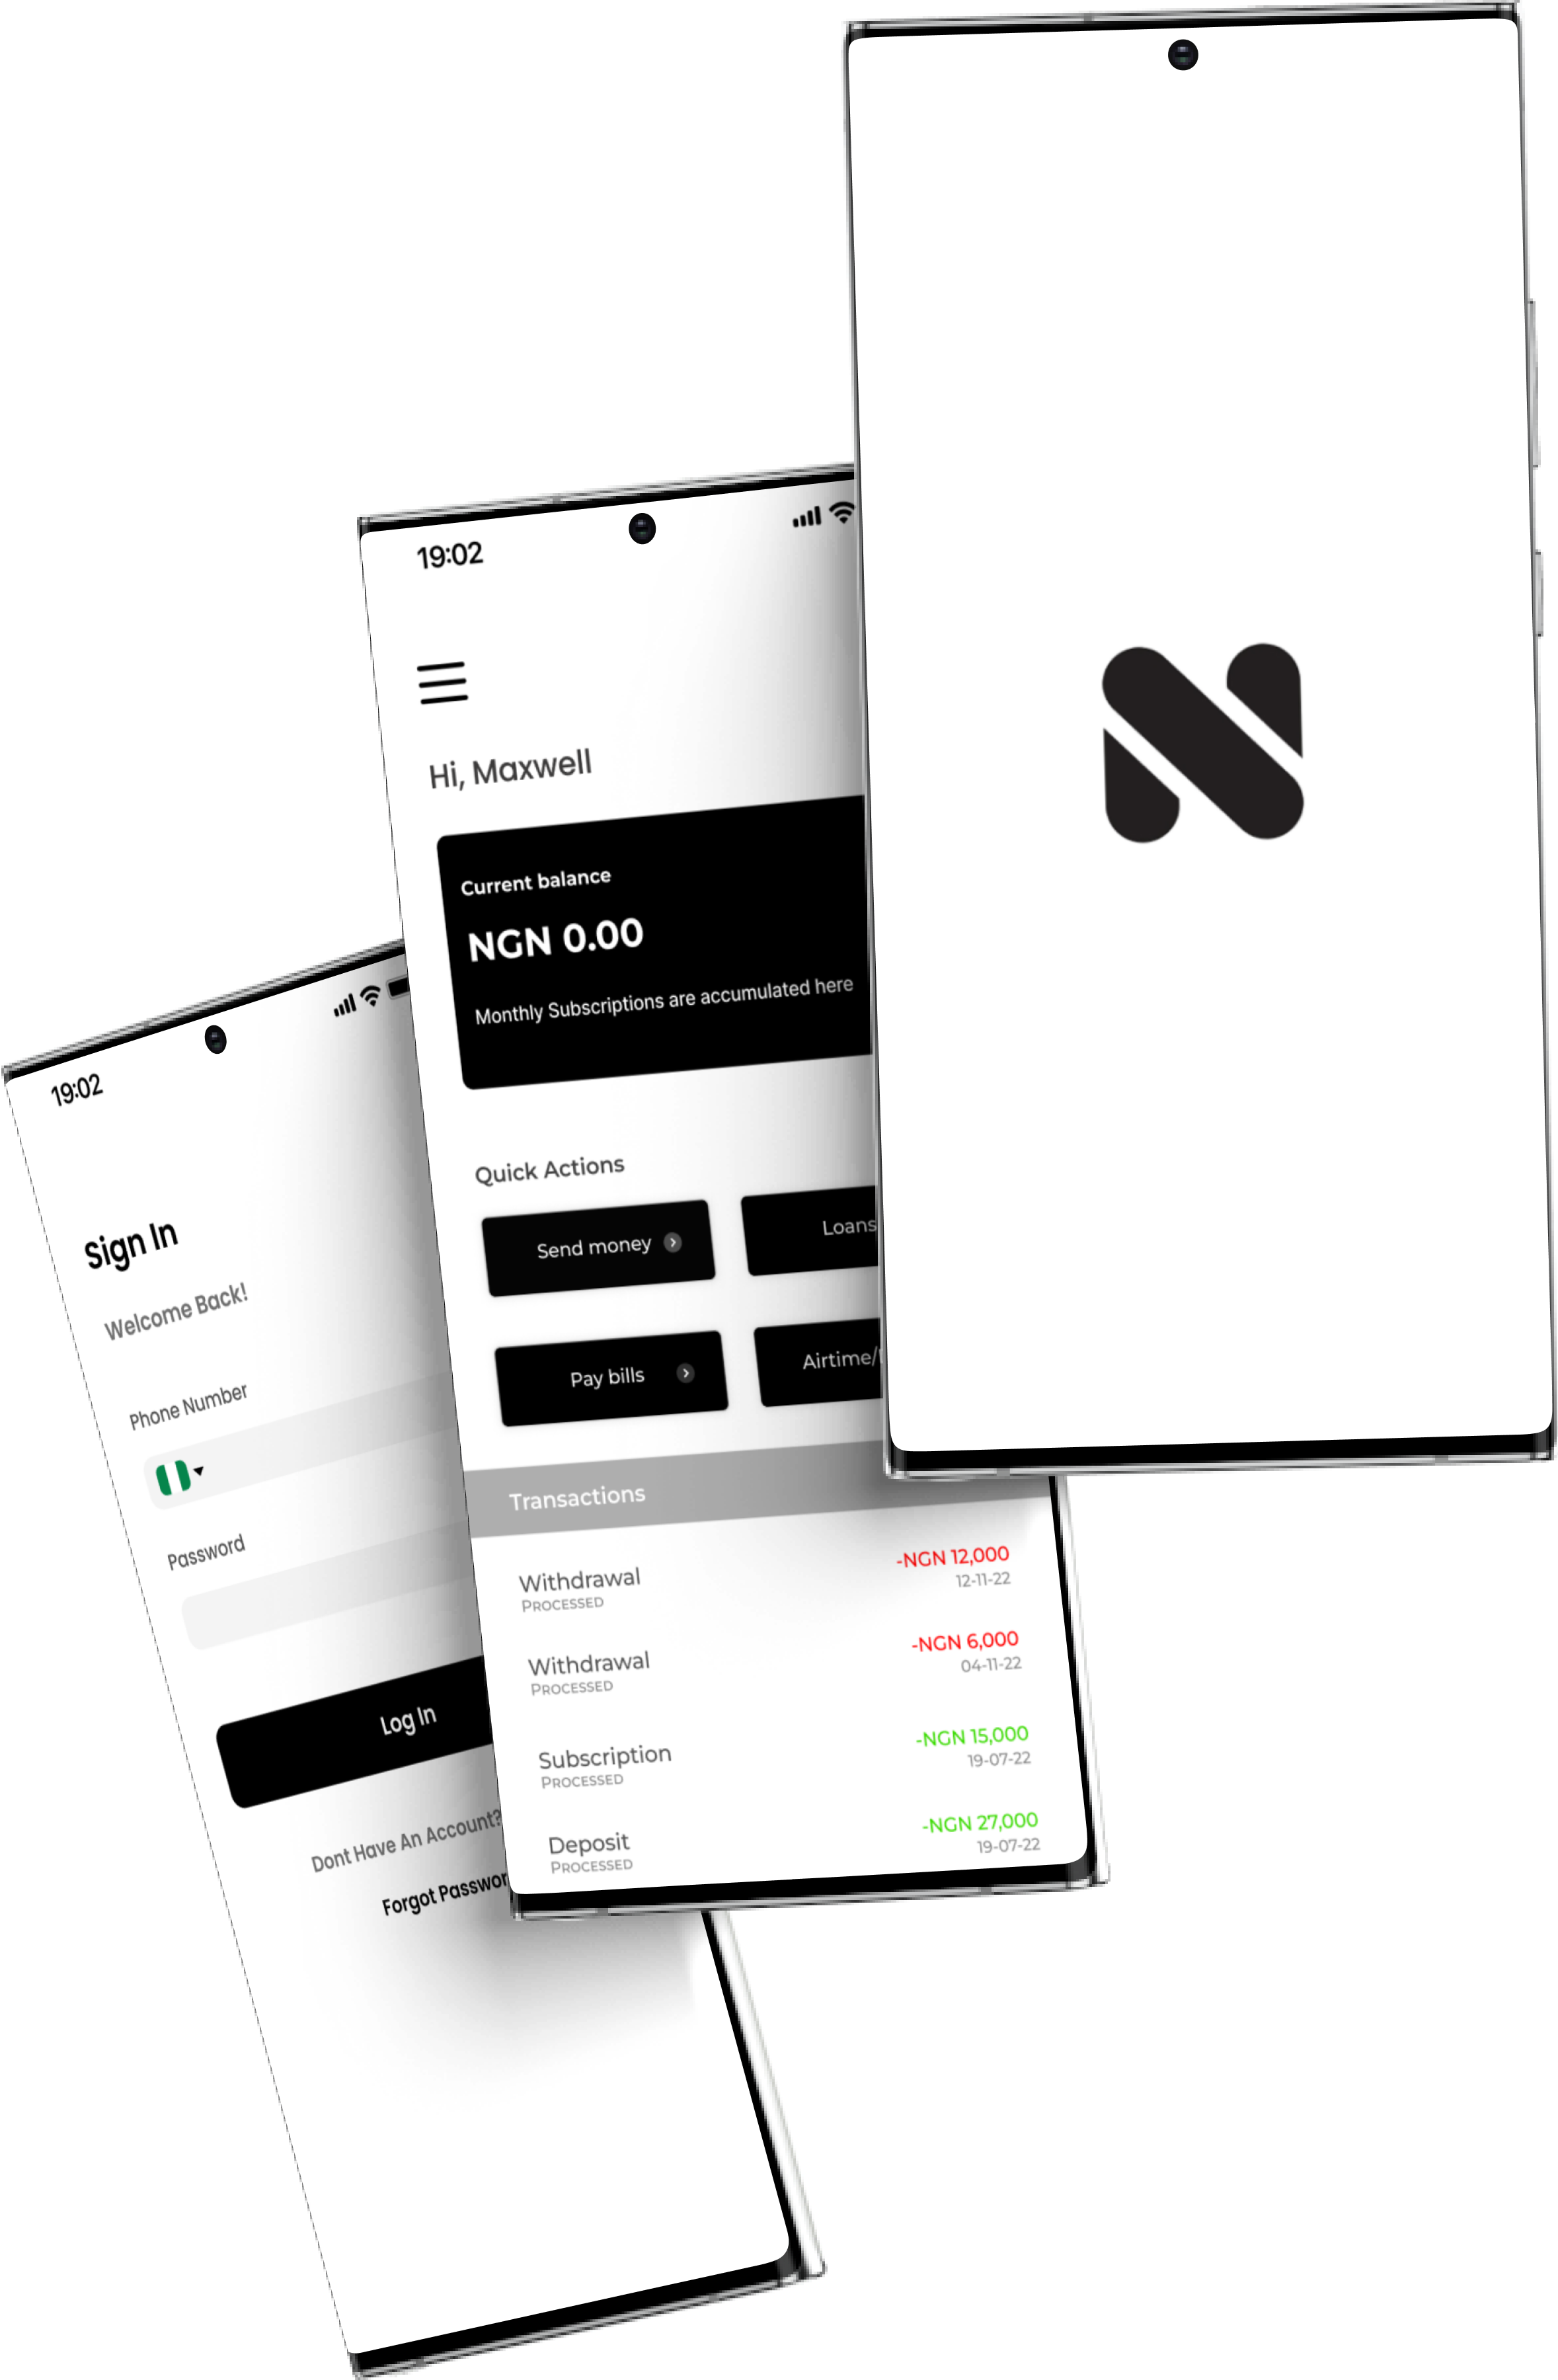 19:02
Hi, Maxwell
Current balance
NGN 0.00
Monthly Subscriptions are accumulated here
Quick Actions
Send money
Loans
Pay bills
Airtime/
Transactions
Withdrawal
PROCESSED
-NGN 12,000
12-11-22
Withdrawal
PROCESSED
-NGN 6,000
04-11-22
Subscription
PROCESSED
-NGN 15,000
19-07-22
Deposit
PROCESSED
-NGN 27,000
19-07-22
19:02
Sign In
Welcome Back!
Phone Number
Password
Log In
Dont Have An Account?
Forgot Passwor
N